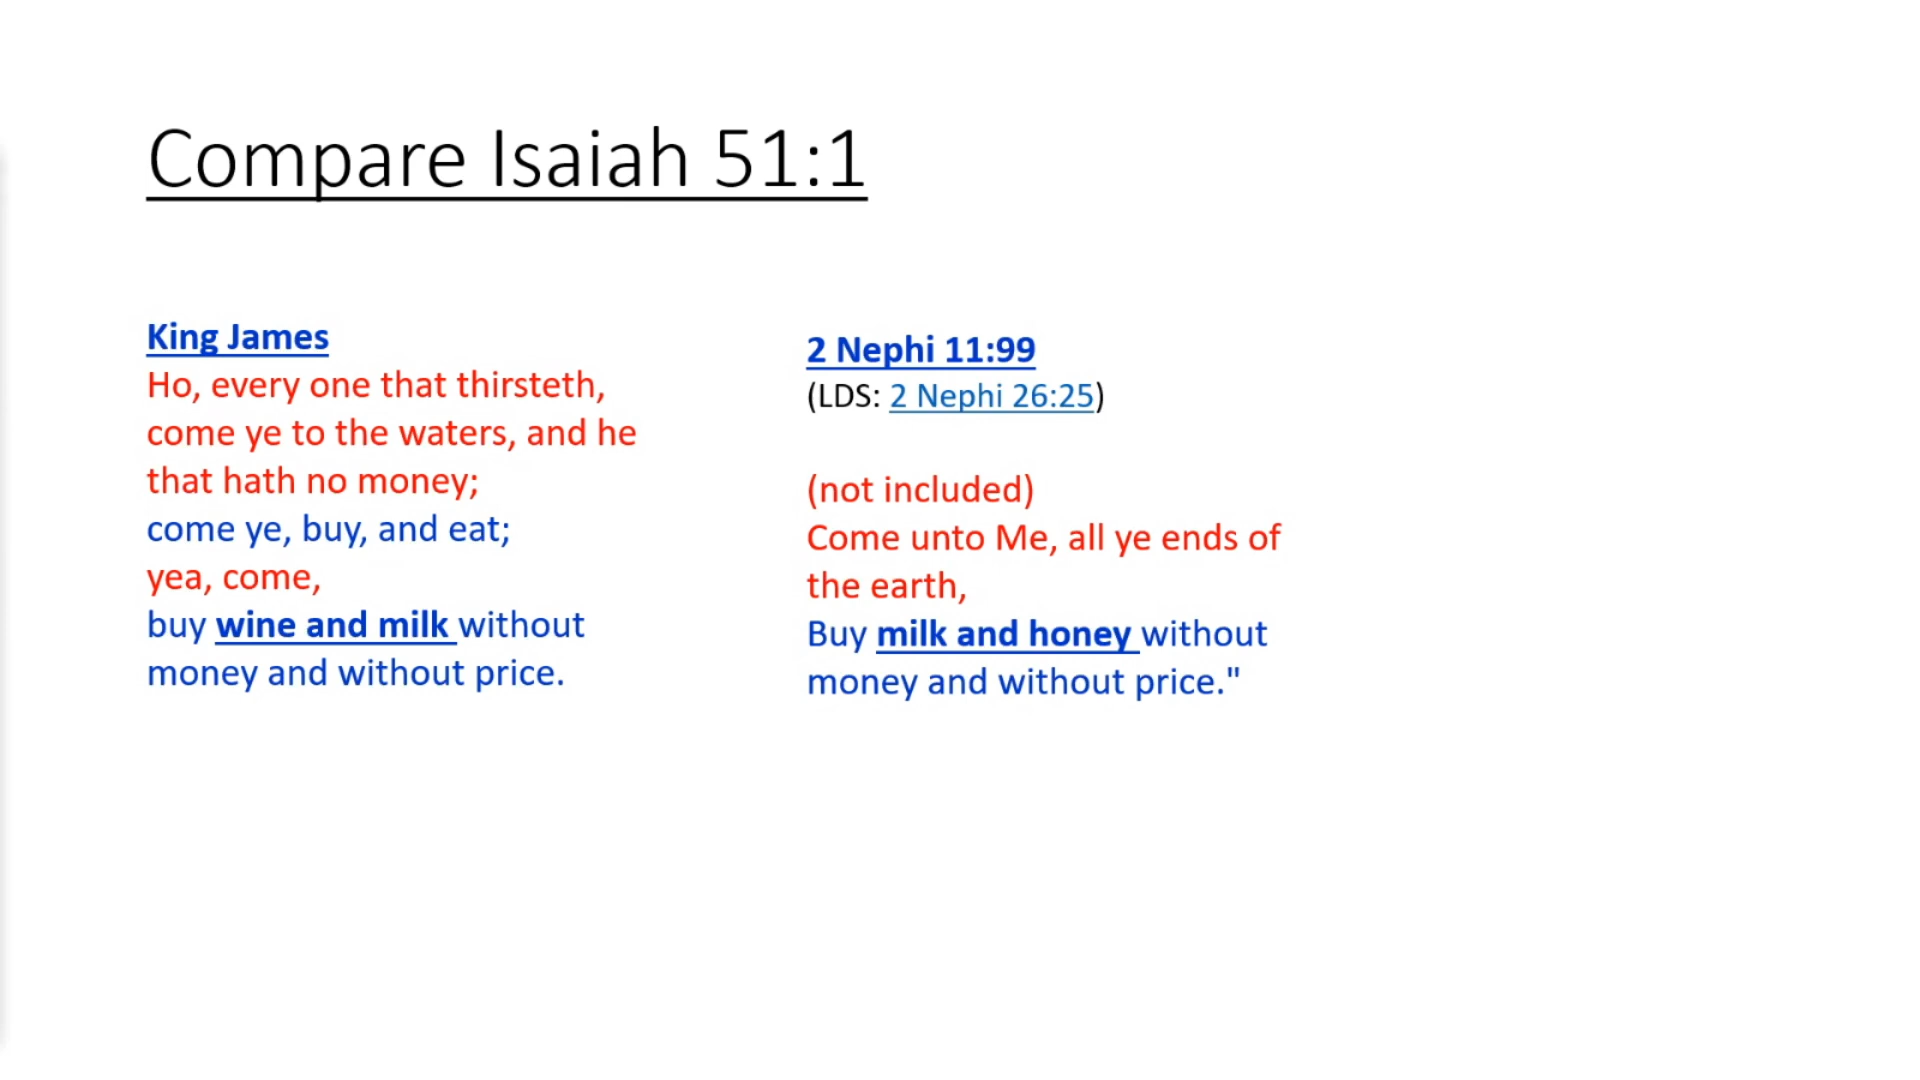 Compare Isaiah 51:1
King James
Ho, every one that thirsteth,
come ye to the waters, and he
that hath no money;
come ye, buy, and eat;
yea, come,
buy wine and milk without
money and without price.
2 Nephi 11:99
(LDS: 2 Nephi 26:25)
(not included)
Come unto Me, all ye ends of
the earth,
Buy milk and honey without
money and without price."